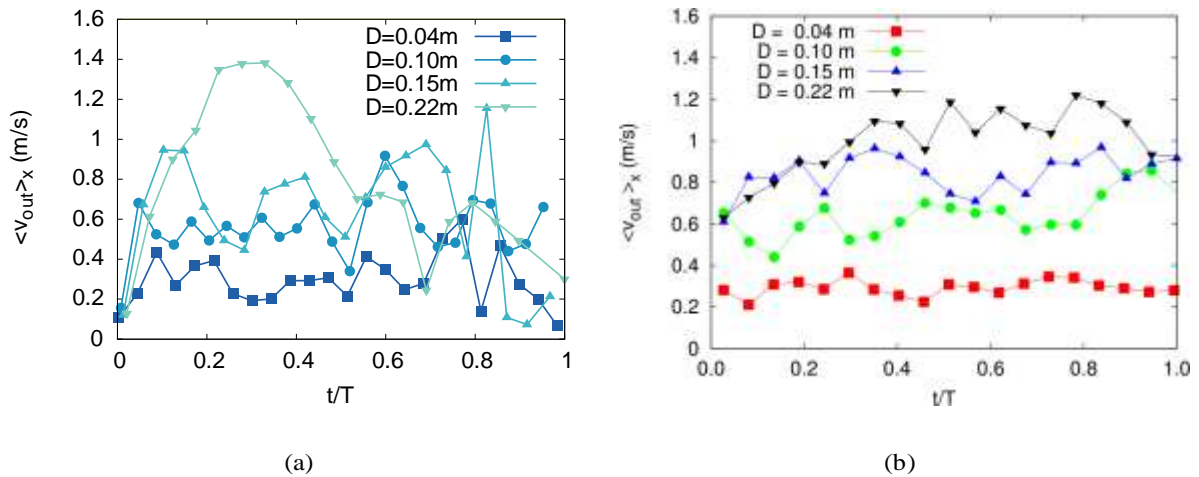 1.6
1.4
1.2
1
0.8
0.6
0.4
0.2
0
<v_out>_x (m/s)
D=0.04m
D=0.10m
D=0.15m
D=0.22m
0 0.2 0.4 0.6 0.8 1
t/T
(a)
1.6
1.4
1.2
1
0.8
0.6
0.4
0.2
0
<v_out>_x (m/s)
D = 0.04 m
D = 0.10 m
D = 0.15 m
D = 0.22 m
0.0 0.2 0.4 0.6 0.8 1.0
t/T
(b)